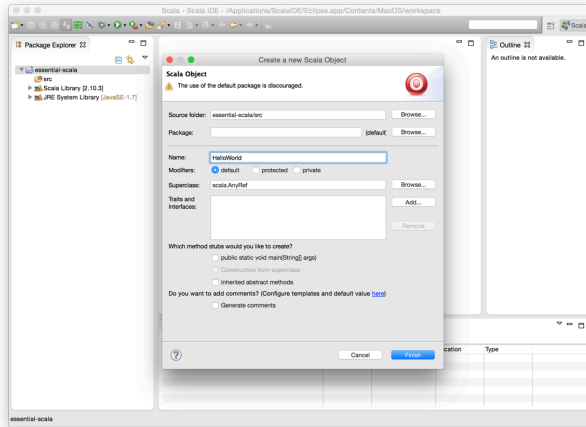 Scala - Scala IDE - /Applications/ScalaIDE/Eclipse.app/Contents/MacOS/workspace
Scala
Package Explorer
essential-scala
src
Scala Library [2.10.3]
JRE System Library [JavaSE-1.7]
Outline
An outline is not available.
Create a new Scala Object
Scala Object
The use of the default package is discouraged.
Source folder: essential-scala/src Browse...
Package: (default) Browse...
Name: HelloWorld
Modifiers: default protected private
Superclass: scala.AnyRef Browse...
Traits and Interfaces: Add...
Remove
Which method stubs would you like to create?
public static void main(String[] args)
Constructors from superclass
Inherited abstract methods
Do you want to add comments? (Configure templates and default value here)
Generate comments
? Cancel Finish
cation Type
essential-scala